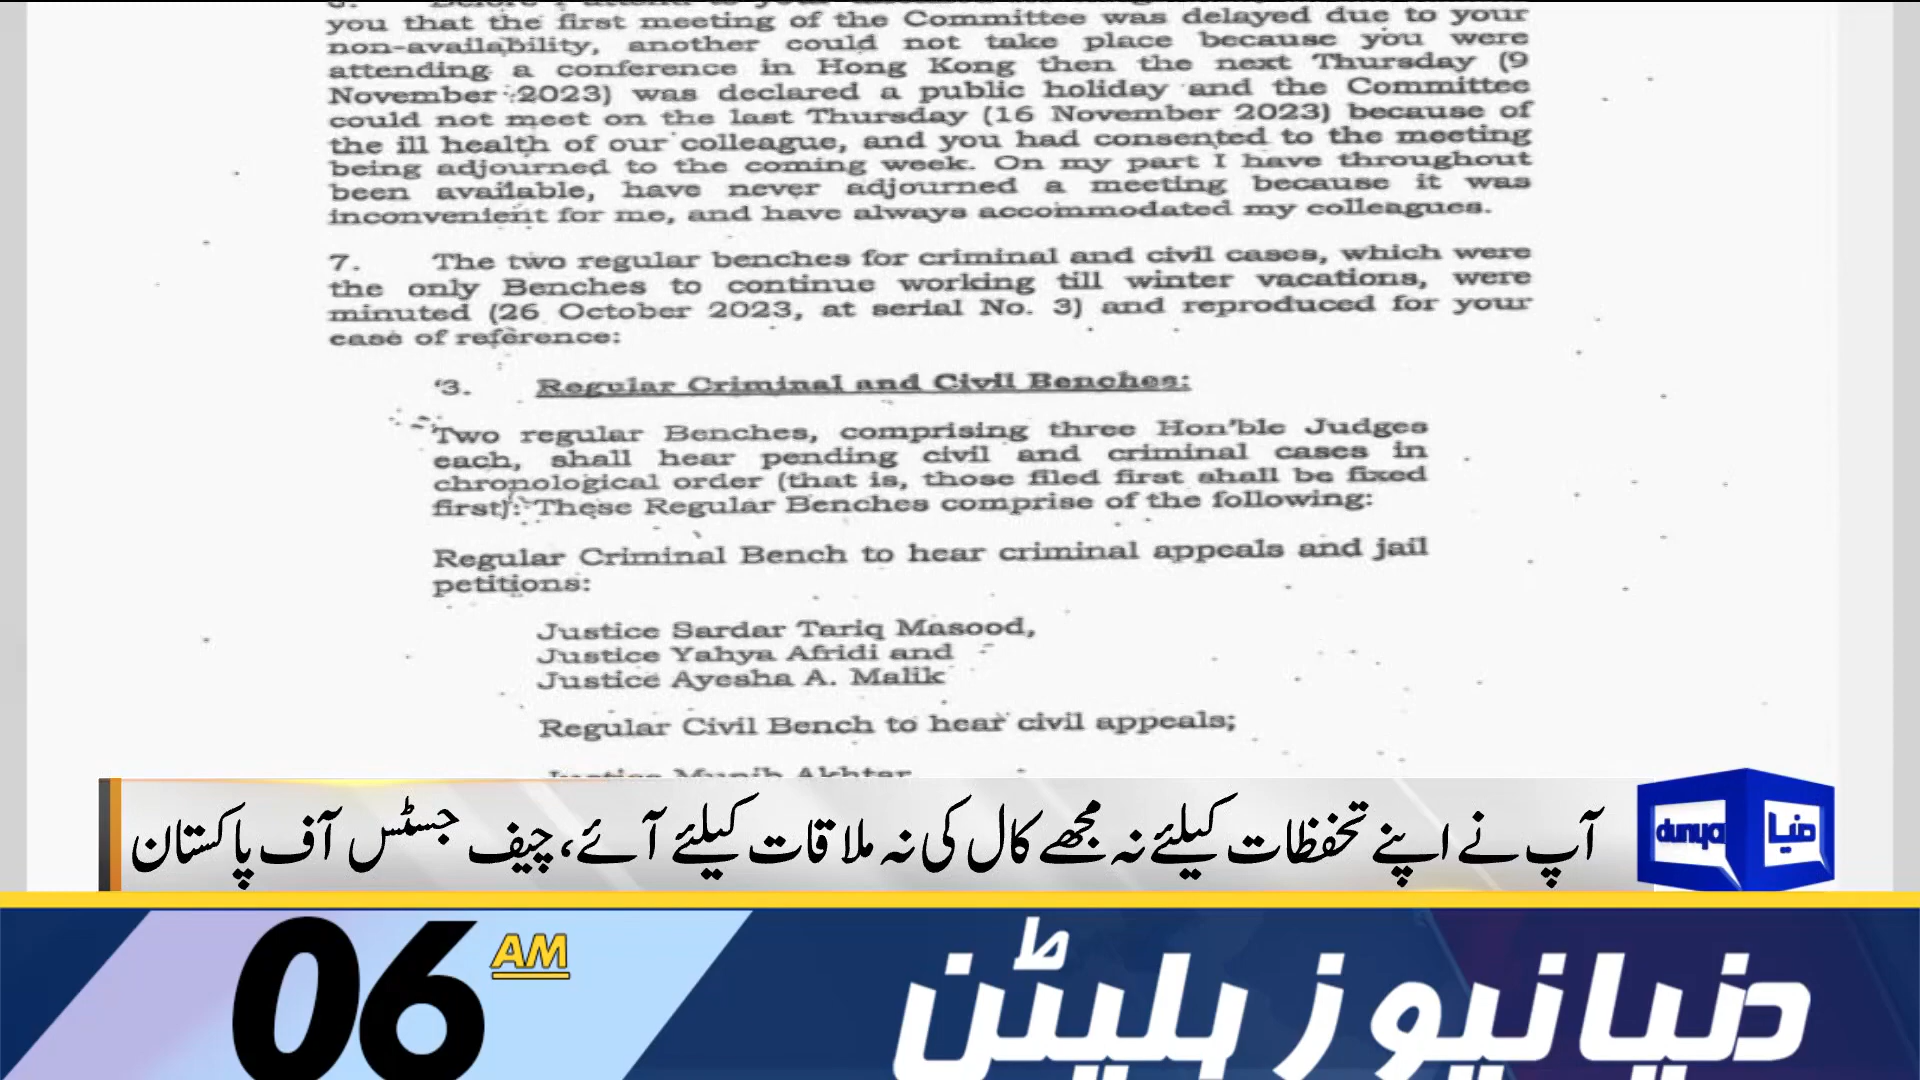 you that the first meeting of the Committee was delayed due to your
non-availability, another could not take place because you were
attending a conference in Hong Kong then the next Thursday (9
November 2023) was declared a public holiday and the Committee
could not meet on the last Thursday (16 November 2023) because of
the ill health of our colleague, and you had consented to the meeting
being adjourned to the coming week. On my part I have throughout
been available, have never adjourned a meeting because it was
inconvenient for me, and have always accommodated my colleagues.
7. The two regular benches for criminal and civil cases, which were
the only Benches to continue working till winter vacations, were
minuted (26 October 2023, at serial No. 3) and reproduced for your
case of reference:
'3. Regular Criminal and Civil Benches:
Two regular Benches, comprising three Hon'ble Judges
each, shall hear pending civil and criminal cases in
chronological order (that is, those filed first shall be fixed
first). These Regular Benches comprise of the following:
Regular Criminal Bench to hear criminal appeals and jail
petitions:
Justice Sardar Tariq Masood,
Justice Yahya Afridi and
Justice Ayesha A. Malik
Regular Civil Bench to hear civil appeals;
Justice Munib Akhtar
آپ نے اپنے تحفظات کیلئے نہ مجھے کال کی نہ ملاقات کیلئے آئے، چیف جسٹس آف پاکستان
dunya دنیا
06 AM
دنیا نیوز بلیٹن